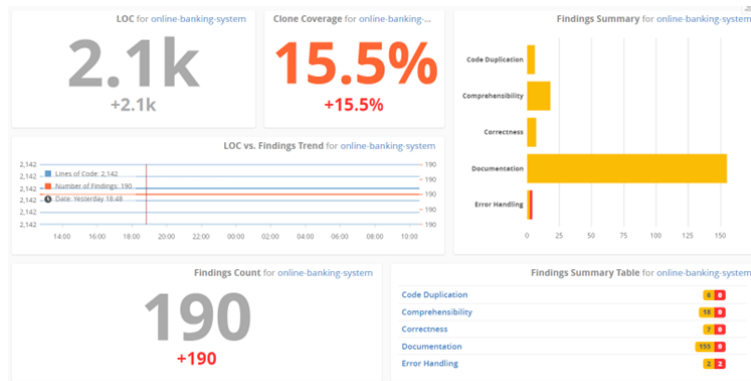 LOC for online-banking-system
2.1k
+2.1k
Clone Coverage for online-banking-...
15.5%
+15.5%
Findings Summary for online-banking-system
Code Duplication
Comprehensibility
Correctness
Documentation
Error Handling
0 25 50 75 100 125 150
LOC vs. Findings Trend for online-banking-system
2,142 190
2,142 190
2,142 190
2,142 190
2,142 190
2,142
Lines of Code: 2,142
Number of Findings: 190
Date: Yesterday 18:48
14:00 16:00 18:00 20:00 22:00 00:00 02:00 04:00 06:00 08:00 10:00
Findings Count for online-banking-system
190
+190
Findings Summary Table for online-banking-system
Code Duplication 6 0
Comprehensibility 18 0
Correctness 7 0
Documentation 155 0
Error Handling 2 2